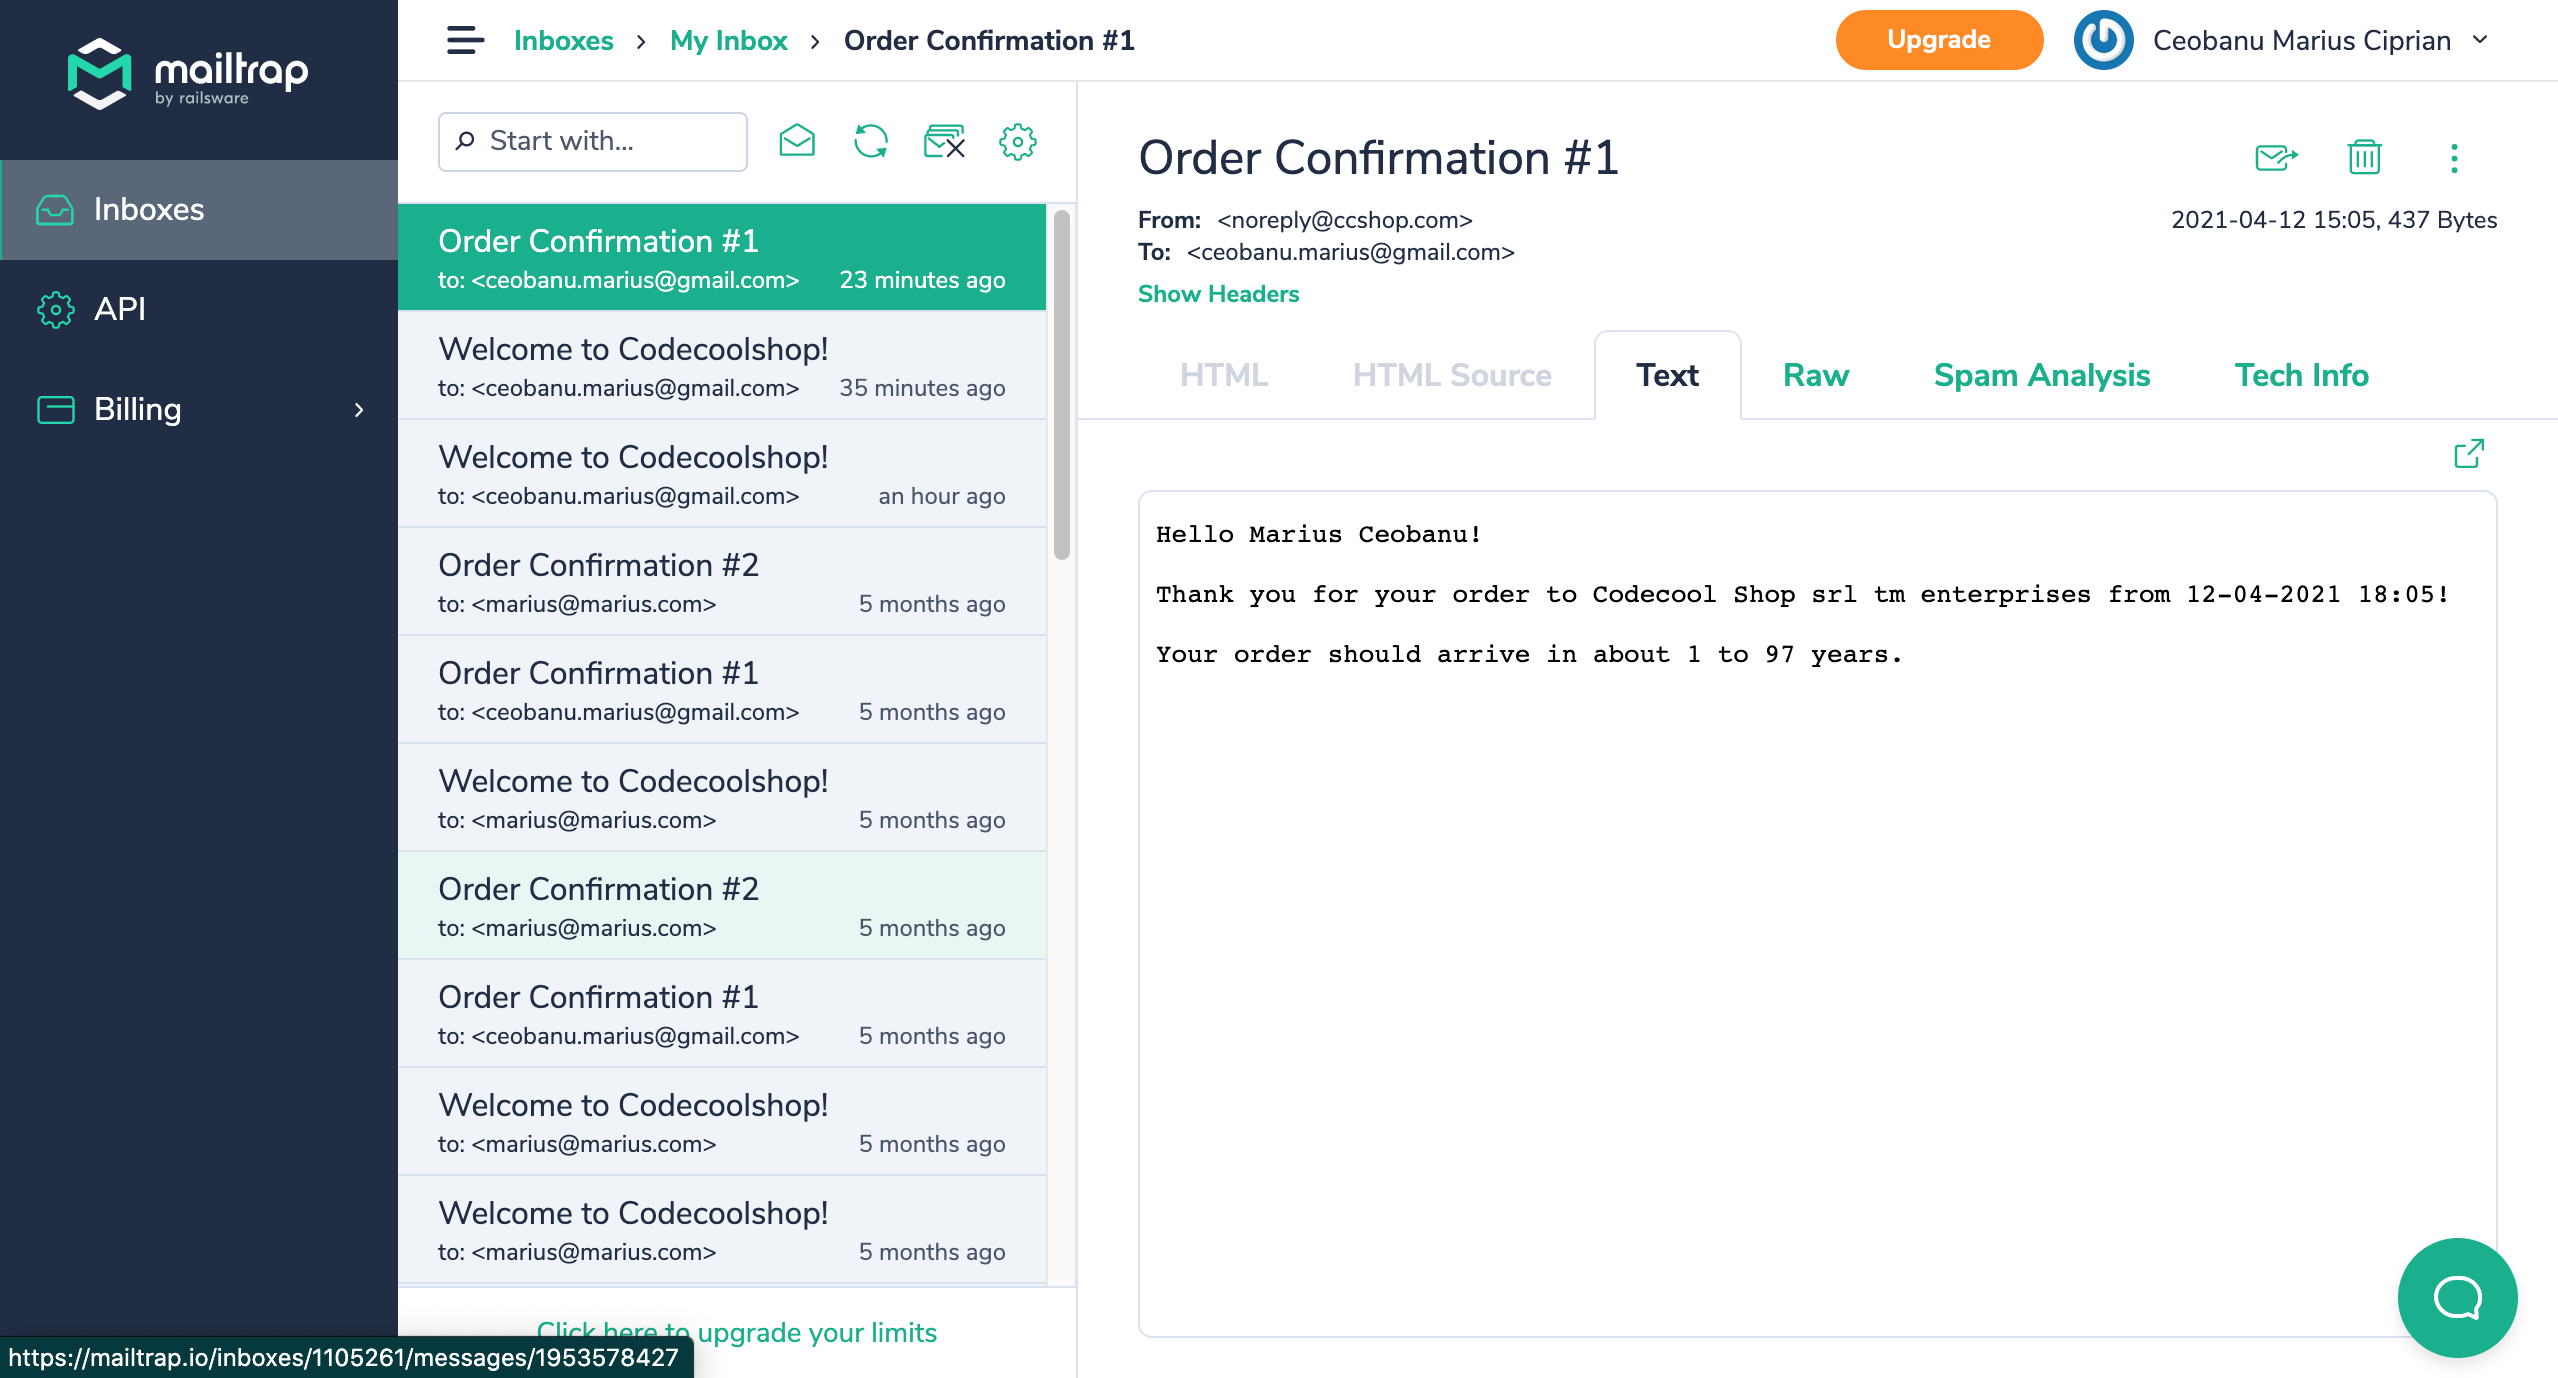 mailtrap
by railsware
Inboxes
API
Billing
Inboxes › My Inbox › Order Confirmation #1
Upgrade
Ceobanu Marius Ciprian
Start with...
Order Confirmation #1
to: <ceobanu.marius@gmail.com> 23 minutes ago
Welcome to Codecoolshop!
to: <ceobanu.marius@gmail.com> 35 minutes ago
Welcome to Codecoolshop!
to: <ceobanu.marius@gmail.com> an hour ago
Order Confirmation #2
to: <marius@marius.com> 5 months ago
Order Confirmation #1
to: <ceobanu.marius@gmail.com> 5 months ago
Welcome to Codecoolshop!
to: <marius@marius.com> 5 months ago
Order Confirmation #2
to: <marius@marius.com> 5 months ago
Order Confirmation #1
to: <ceobanu.marius@gmail.com> 5 months ago
Welcome to Codecoolshop!
to: <marius@marius.com> 5 months ago
Welcome to Codecoolshop!
to: <marius@marius.com> 5 months ago
Click here to upgrade your limits
https://mailtrap.io/inboxes/1105261/messages/1953578427
Order Confirmation #1
From: <noreply@ccshop.com>
2021-04-12 15:05, 437 Bytes
To: <ceobanu.marius@gmail.com>
Show Headers
HTML HTML Source Text Raw Spam Analysis Tech Info
Hello Marius Ceobanu!
Thank you for your order to Codecool Shop srl tm enterprises from 12-04-2021 18:05!
Your order should arrive in about 1 to 97 years.